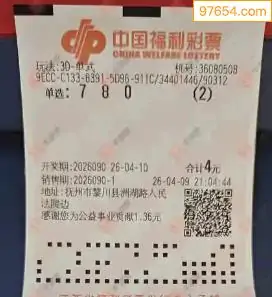 97654.com
中国福利彩票
CHINA WELFARE LOTTERY
玩法:3D-单式 机号:36080508
9ECC-C133-8391-5D98-911C/34401446/90312
单选: 7 8 0 (2)
开奖期:2026090 26-04-10 合计4元
销售期:2026090-1 26-04-09 21:04:44
地址:抚州市黎川县洲湖路人民
法园边
感谢您为公益事业贡献1.36元